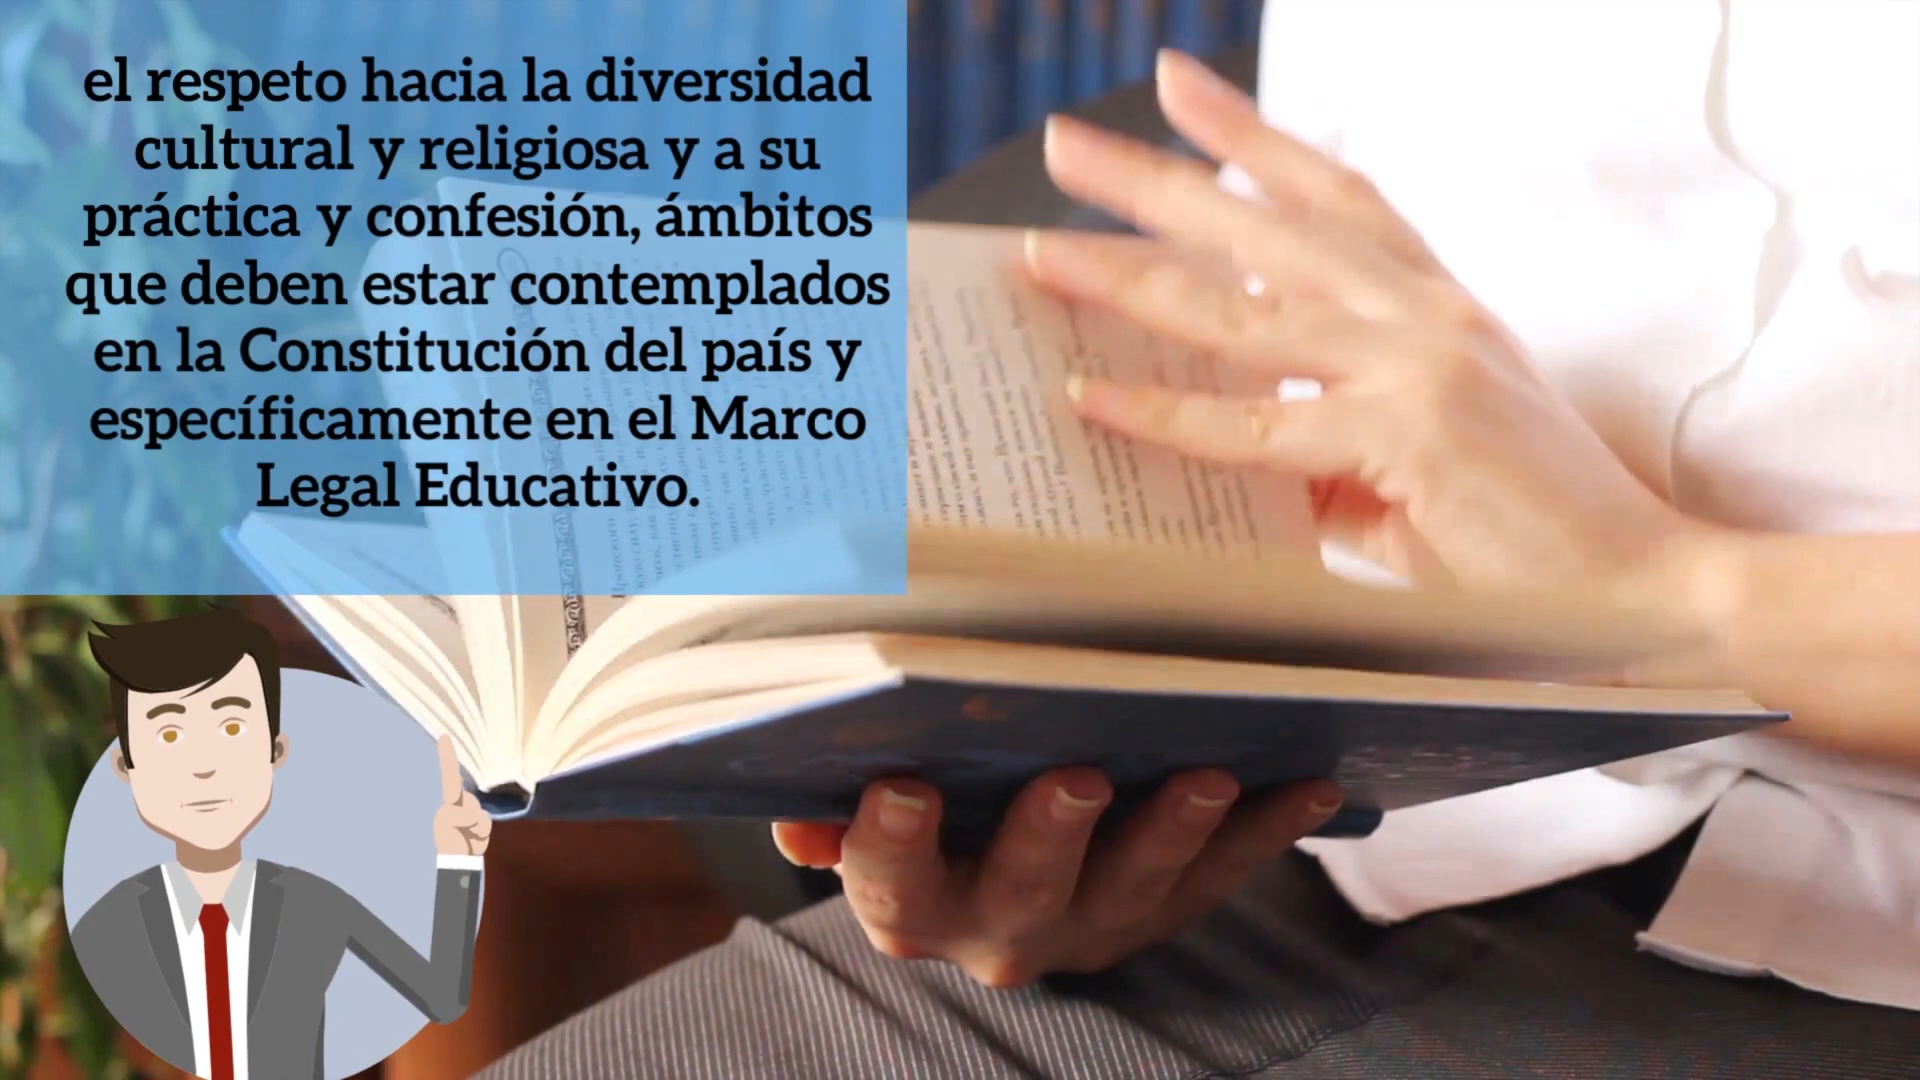 el respeto hacia la diversidad
cultural y religiosa y a su
práctica y confesión, ámbitos
que deben estar contemplados
en la Constitución del país y
específicamente en el Marco
Legal Educativo.